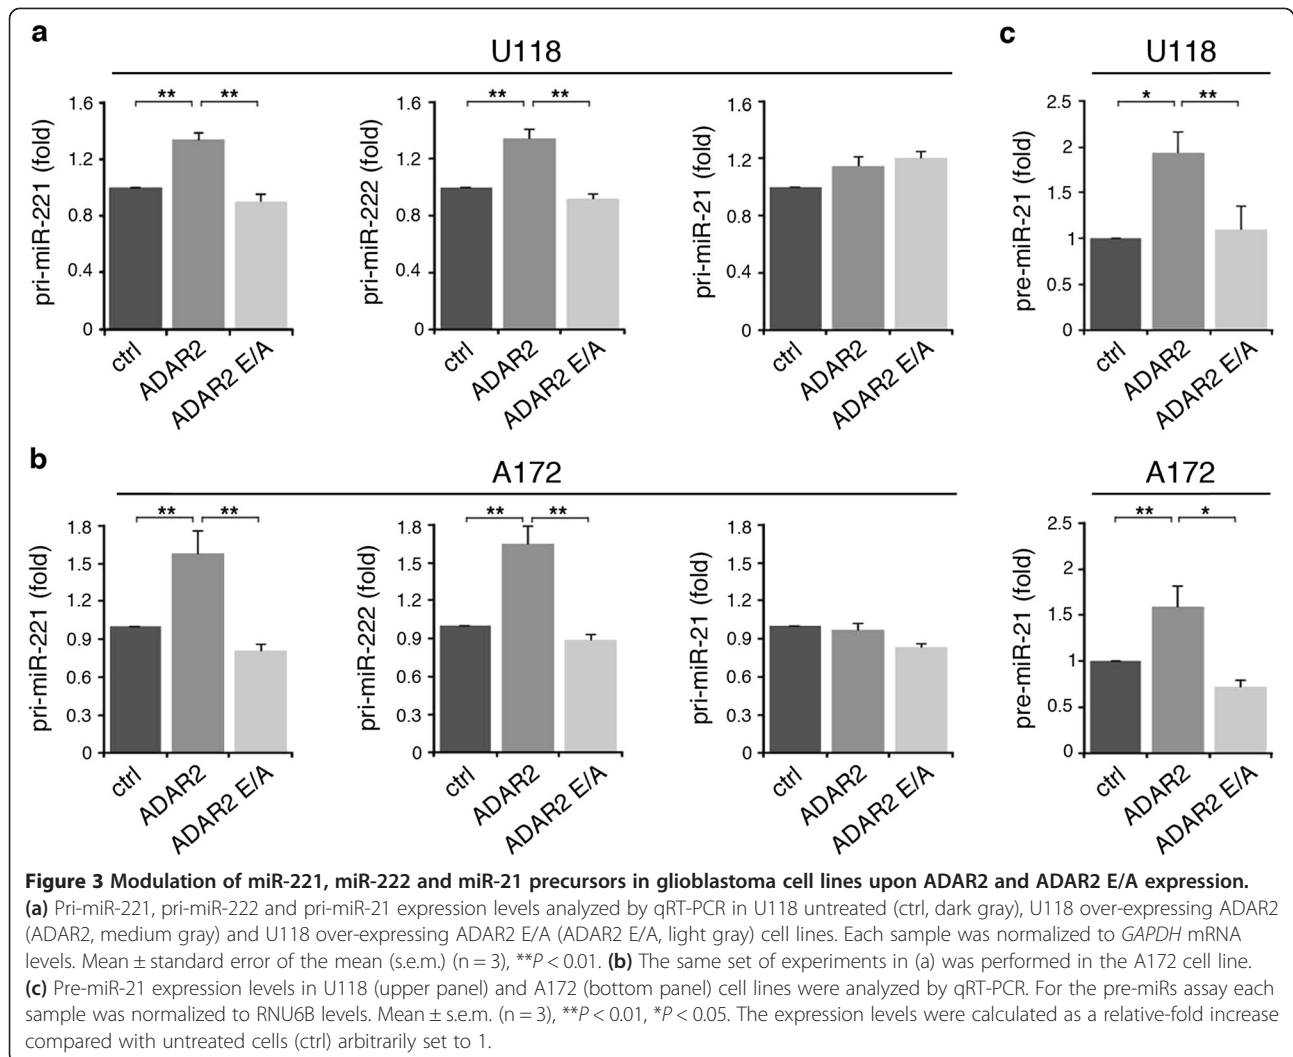 a
U118
c
U118
** **
pri-miR-221 (fold)
1.6
1.2
0.8
0.4
0
ctrl
ADAR2
ADAR2 E/A
** **
pri-miR-222 (fold)
1.6
1.2
0.8
0.4
0
ctrl
ADAR2
ADAR2 E/A
pri-miR-21 (fold)
1.6
1.2
0.8
0.4
0
ctrl
ADAR2
ADAR2 E/A
* **
pre-miR-21 (fold)
2.5
2
1.5
1
0.5
0
ctrl
ADAR2
ADAR2 E/A
b
A172
A172
** **
pri-miR-221 (fold)
1.8
1.5
1.2
0.9
0.6
0.3
0
ctrl
ADAR2
ADAR2 E/A
** **
pri-miR-222 (fold)
1.8
1.5
1.2
0.9
0.6
0.3
0
ctrl
ADAR2
ADAR2 E/A
pri-miR-21 (fold)
1.8
1.5
1.2
0.9
0.6
0.3
0
ctrl
ADAR2
ADAR2 E/A
** *
pre-miR-21 (fold)
2.5
2
1.5
1
0.5
0
ctrl
ADAR2
ADAR2 E/A
Figure 3 Modulation of miR-221, miR-222 and miR-21 precursors in glioblastoma cell lines upon ADAR2 and ADAR2 E/A expression.
(a) Pri-miR-221, pri-miR-222 and pri-miR-21 expression levels analyzed by qRT-PCR in U118 untreated (ctrl, dark gray), U118 over-expressing ADAR2
(ADAR2, medium gray) and U118 over-expressing ADAR2 E/A (ADAR2 E/A, light gray) cell lines. Each sample was normalized to GAPDH mRNA
levels. Mean ± standard error of the mean (s.e.m.) (n = 3), **P < 0.01. (b) The same set of experiments in (a) was performed in the A172 cell line.
(c) Pre-miR-21 expression levels in U118 (upper panel) and A172 (bottom panel) cell lines were analyzed by qRT-PCR. For the pre-miRs assay each
sample was normalized to RNU6B levels. Mean ± s.e.m. (n = 3), **P < 0.01, *P < 0.05. The expression levels were calculated as a relative-fold increase
compared with untreated cells (ctrl) arbitrarily set to 1.